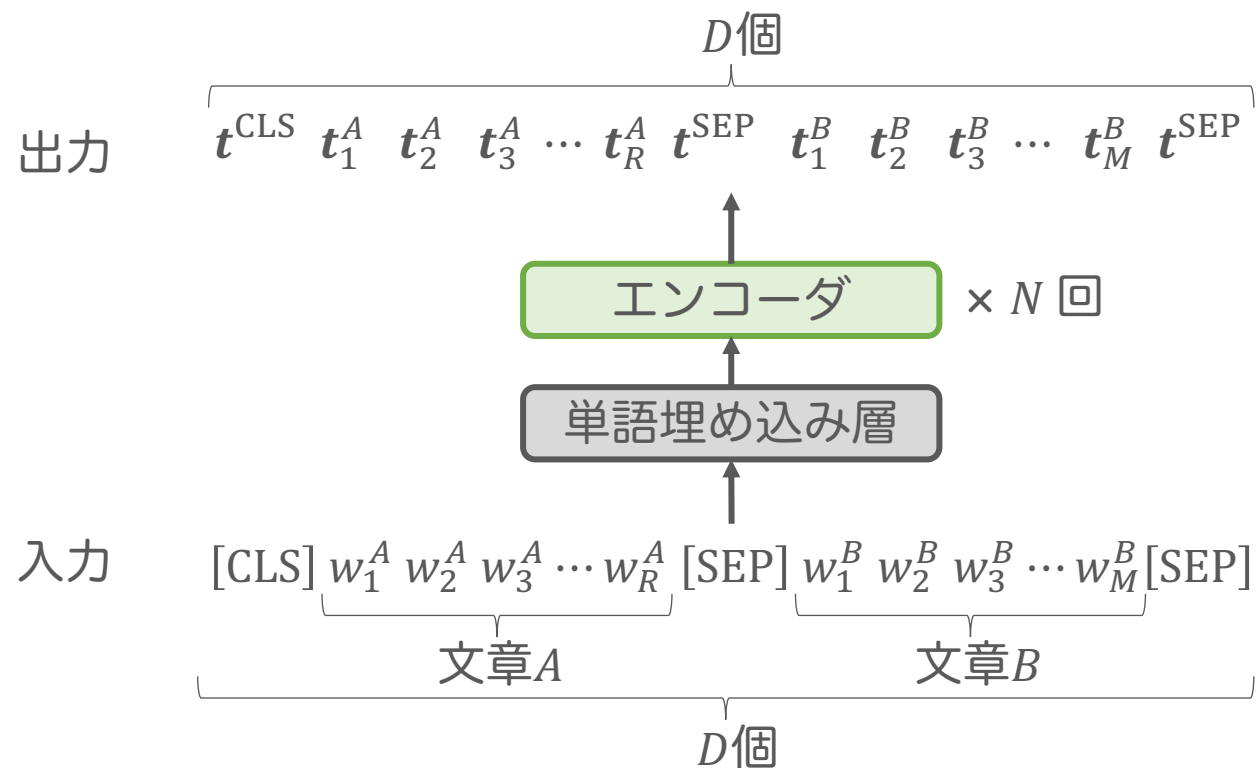 D個
出力 t^CLS t_1^A t_2^A t_3^A ⋯ t_R^A t^SEP t_1^B t_2^B t_3^B ⋯ t_M^B t^SEP
エンコーダ × N 回
単語埋め込み層
入力 [CLS] w_1^A w_2^A w_3^A ⋯ w_R^A [SEP] w_1^B w_2^B w_3^B ⋯ w_M^B [SEP]
文章A 文章B
D個